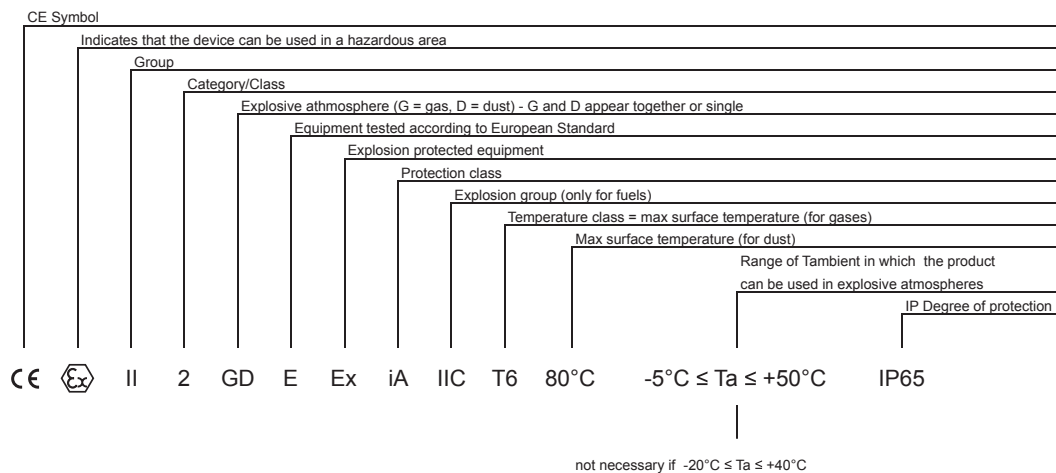 CE Symbol
Indicates that the device can be used in a hazardous area
Group
Category/Class
Explosive athmosphere (G = gas, D = dust) - G and D appear together or single
Equipment tested according to European Standard
Explosion protected equipment
Protection class
Explosion group (only for fuels)
Temperature class = max surface temperature (for gases)
Max surface temperature (for dust)
Range of Tambient in which the product
can be used in explosive atmospheres
IP Degree of protection
CE Ex II 2 GD E Ex iA IIC T6 80°C -5°C ≤ Ta ≤ +50°C IP65
not necessary if -20°C ≤ Ta ≤ +40°C